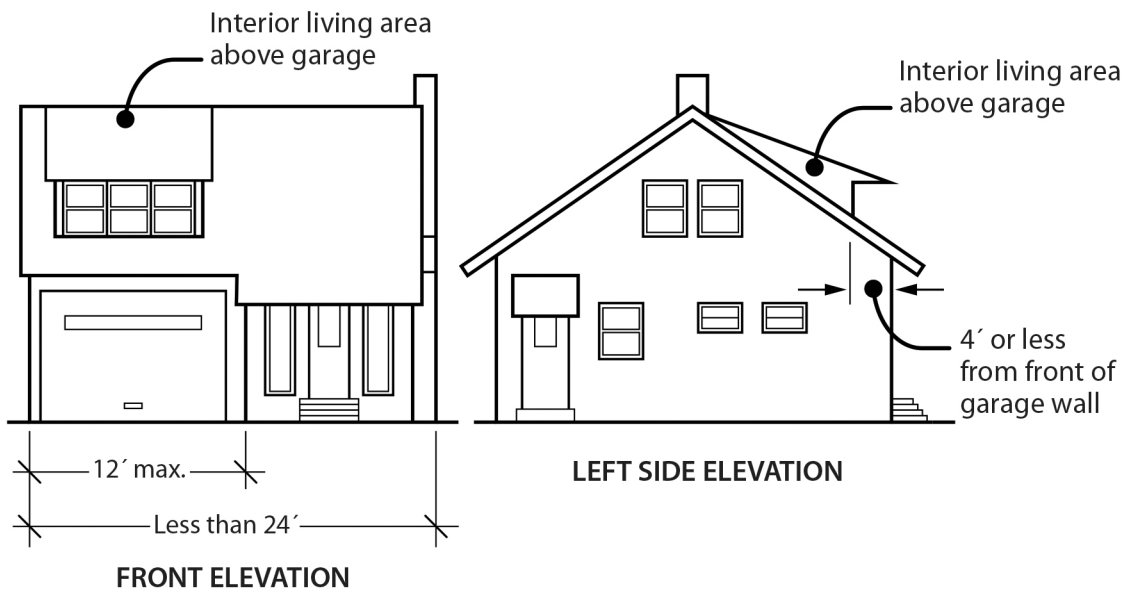 Interior living area
above garage
Interior living area
above garage
4´ or less
from front of
garage wall
12´ max.
LEFT SIDE ELEVATION
Less than 24´
FRONT ELEVATION